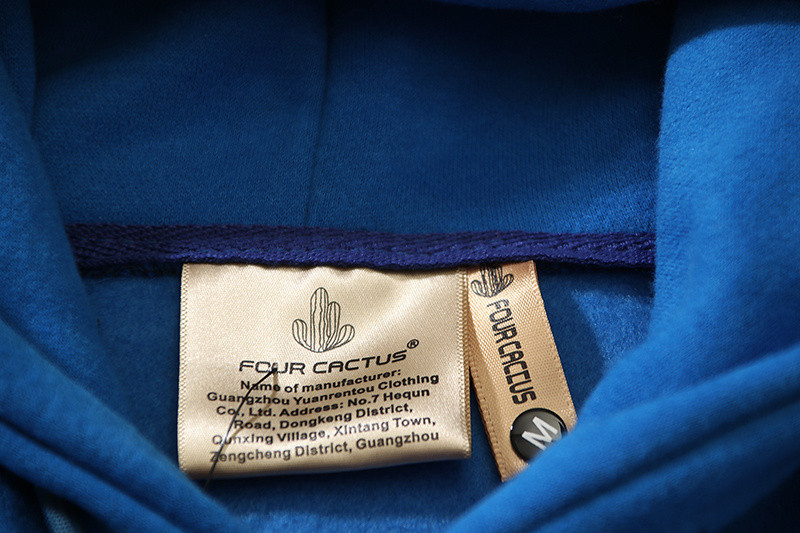 FOUR CACTUS®
Name of manufacturer:
Guangzhou Yuanrentou Clothing
Co., Ltd. Address: No.7 Hequn
Road, Dongkeng District,
Qunxing Village, Xintang Town,
Zengcheng District, Guangzhou
FOUR CACCUS
M